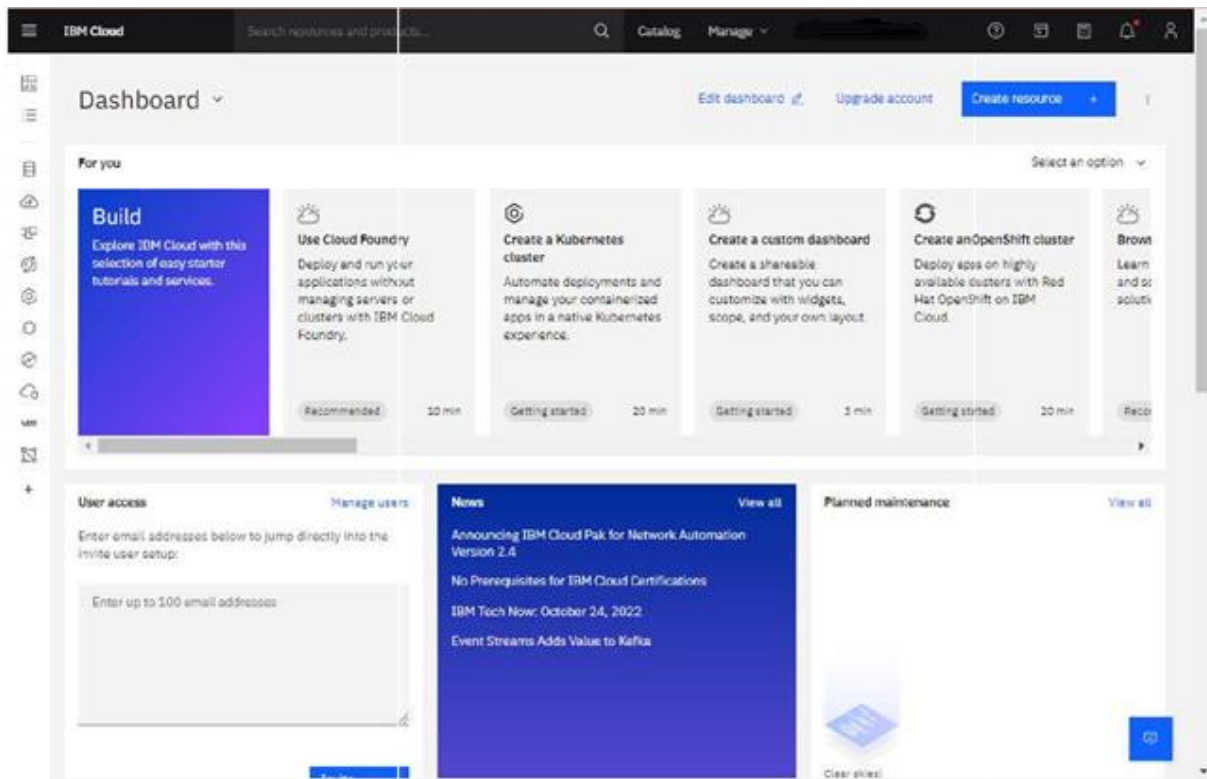 IBM Cloud
Search resources and products...
Catalog
Manage
Dashboard
Edit dashboard
Upgrade account
Create resource +
For you
Select an option
Build
Explore IBM Cloud with this
selection of easy starter
tutorials and services.
Use Cloud Foundry
Deploy and run your
applications without
managing servers or
clusters with IBM Cloud
Foundry.
Recommended
10 min
Create a Kubernetes
cluster
Automate deployments and
manage your containerized
apps in a native Kubernetes
experience.
Getting started
20 min
Create a custom dashboard
Create a shareable
dashboard that you can
customize with widgets,
scope, and your own layout.
Getting started
3 min
Create anOpenShift cluster
Deploy apps on highly
available clusters with Red
Hat OpenShift on IBM
Cloud.
Getting started
20 min
Brows
Learn
and so
soluti
Reco
User access
Manage users
Enter email addresses below to jump directly into the
invite user setup:
Enter up to 100 email addresses
News
View all
Announcing IBM Cloud Pak for Network Automation
Version 2.4
No Prerequisites for IBM Cloud Certifications
IBM Tech Now: October 24, 2022
Event Streams Adds Value to Kafka
Planned maintenance
View all
Clear skies!